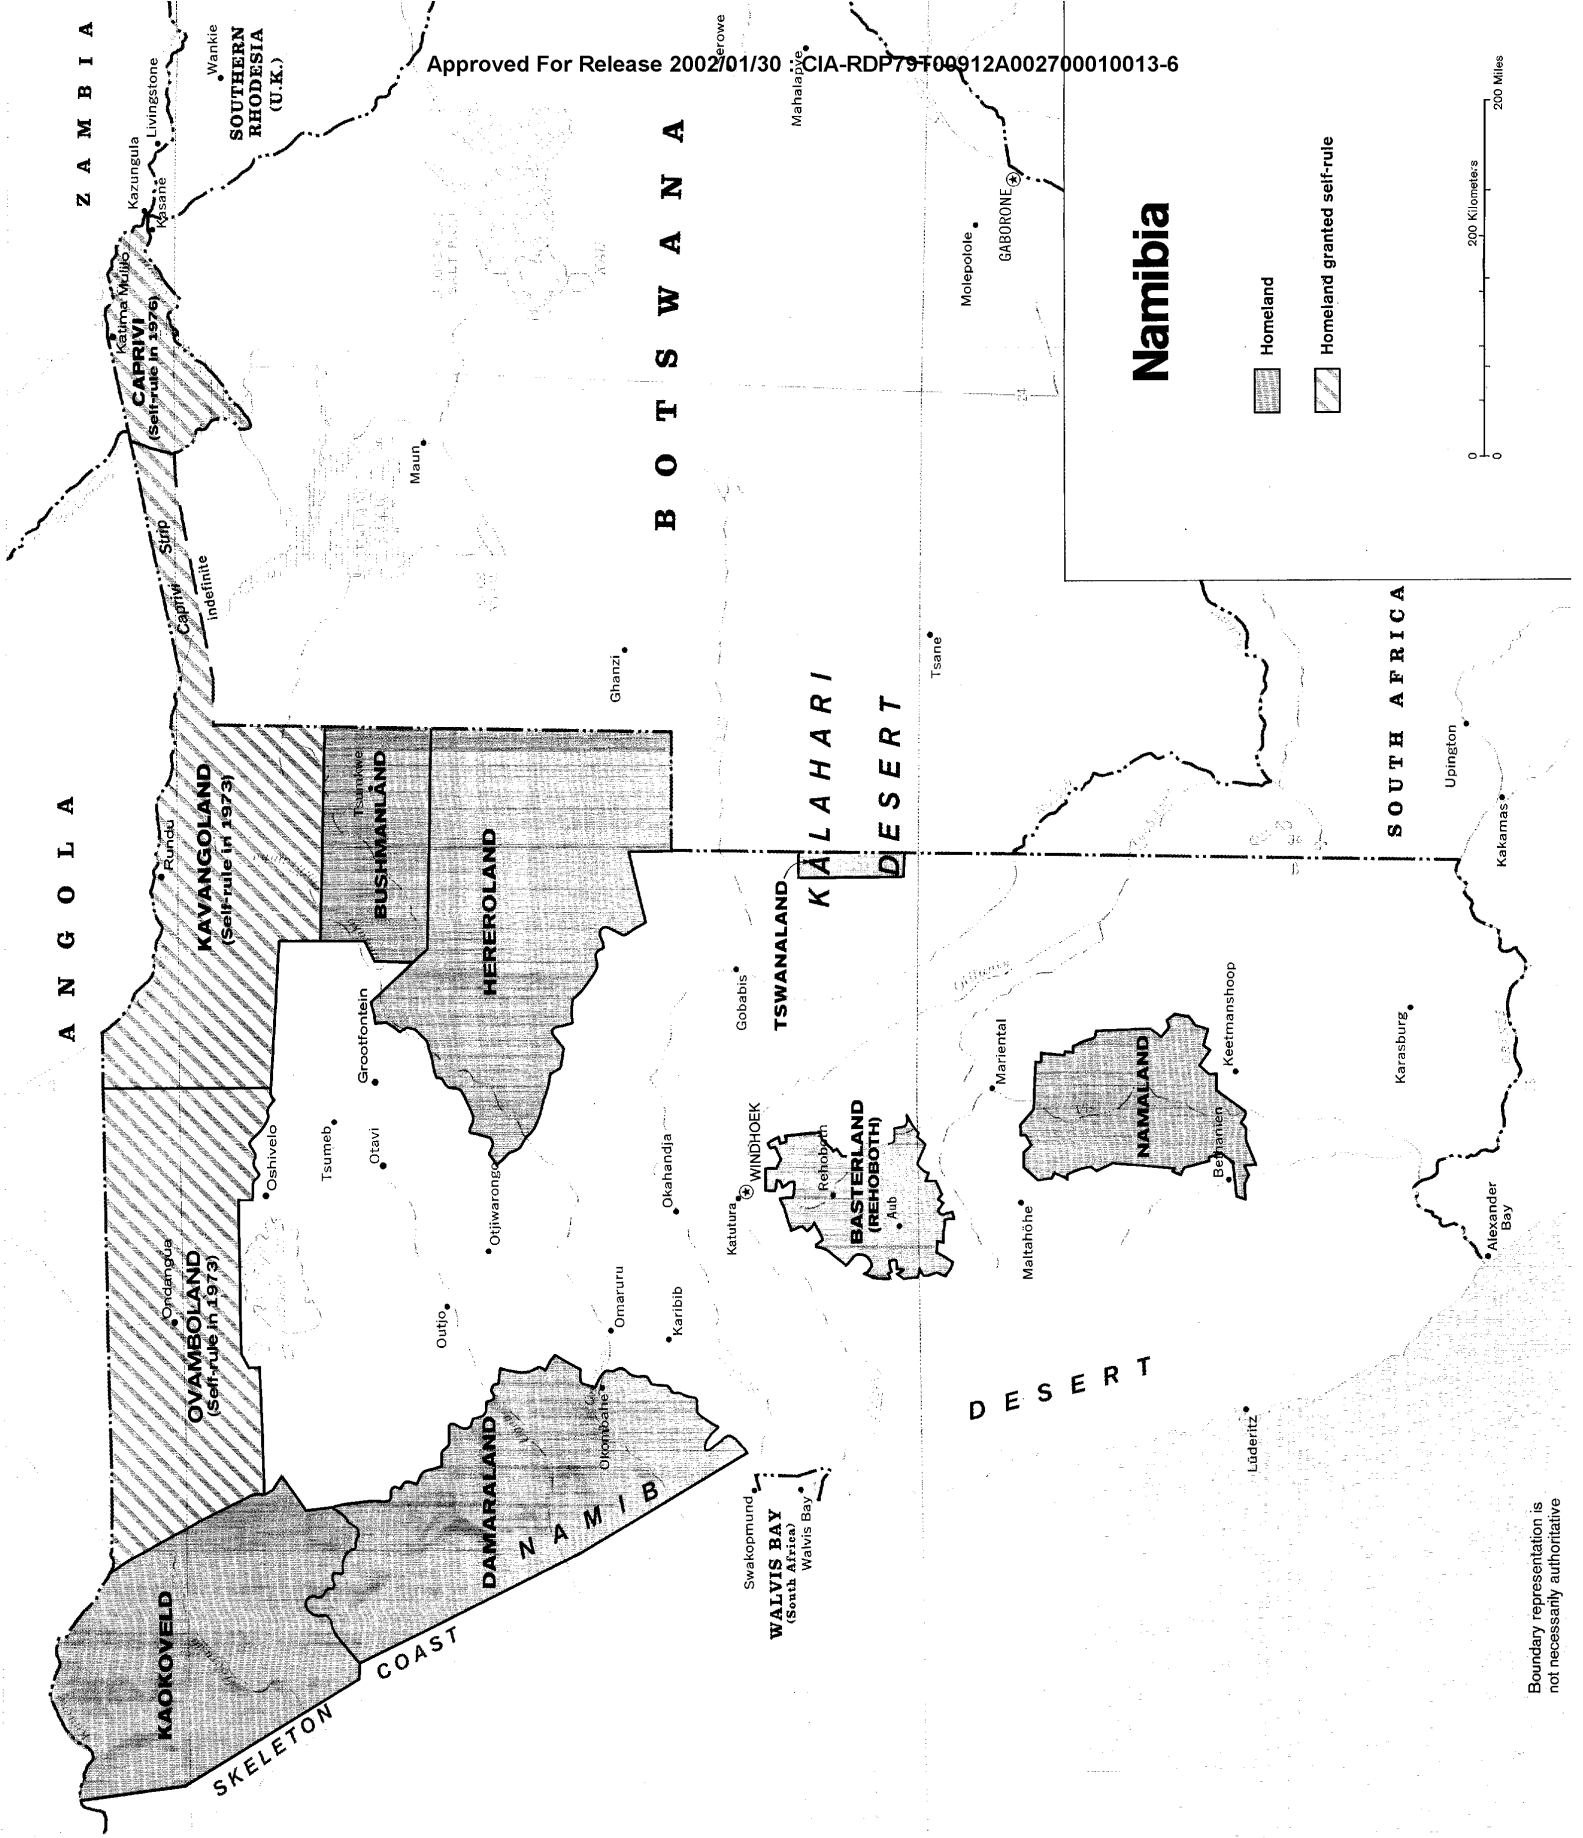 Approved For Release 2002/01/30 : CIA-RDP79T00912A002700010013-6
ANGOLA
ZAMBIA
Livingstone
Kazungula
Kasane
Wankie
SOUTHERN
RHODESIA
(U.K.)
Katima Mulilo
CAPRIVI
(Self-rule in 1976)
Caprivi Strip
indefinite
Rundu
KAVANGOLAND
(Self-rule in 1973)
Ondangua
OVAMBOLAND
(Self-rule in 1973)
Oshivelo
KAOKOVELD
SKELETON COAST
Tsumkwe
BUSHMANLAND
HEREROLAND
Grootfontein
Tsumeb
Otavi
Otjiwarongo
Outjo
DAMARALAND
Okombahe
Omaruru
Karibib
Okahandja
NAMIB
DESERT
Swakopmund
WALVIS BAY
(South Africa)
Walvis Bay
Katutura
WINDHOEK
Gobabis
TSWANALAND
Rehoboth
BASTERLAND
(REHOBOTH)
Aub
Mariental
Maltahöhe
NAMALAND
Bethanien
Keetmanshoop
Lüderitz
Karasburg
Alexander
Bay
KALAHARI
DESERT
BOTSWANA
Maun
Ghanzi
Tsane
erowe
Mahalapye
Molepolole
GABORONE
SOUTH AFRICA
Upington
Kakamas
Namibia
Homeland
Homeland granted self-rule
0 200 Kilometers
0 200 Miles
Boundary representation is
not necessarily authoritative